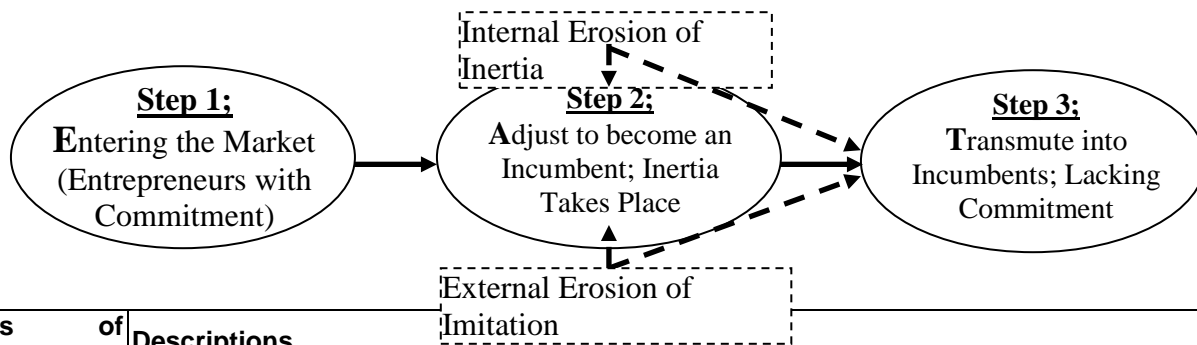 Internal Erosion of
Inertia
Step 1;
Entering the Market
(Entrepreneurs with
Commitment)
Step 2;
Adjust to become an
Incumbent; Inertia
Takes Place
Step 3;
Transmute into
Incumbents; Lacking
Commitment
External Erosion of
Imitation
s of
Descriptions